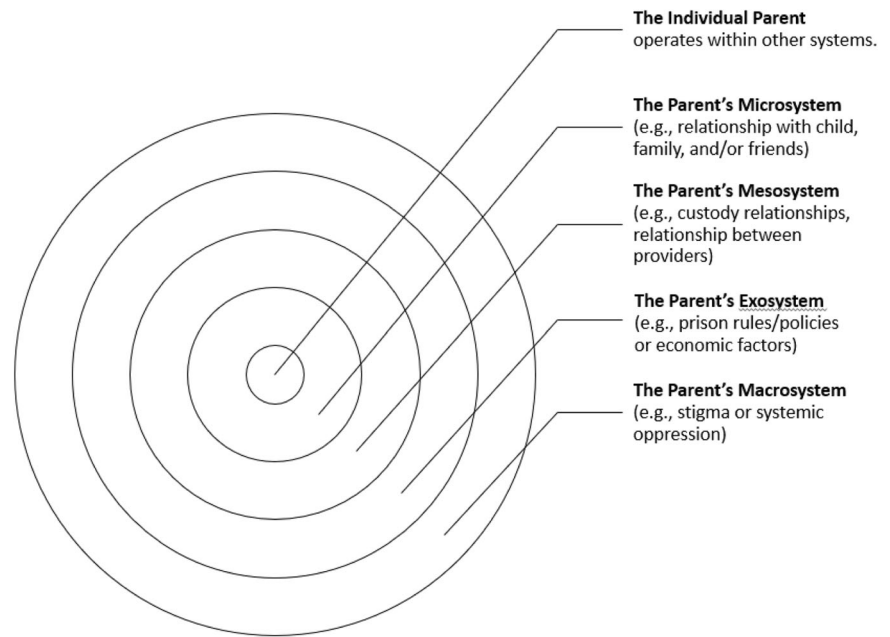 The Individual Parent
operates within other systems.
The Parent's Microsystem
(e.g., relationship with child,
family, and/or friends)
The Parent's Mesosystem
(e.g., custody relationships,
relationship between
providers)
The Parent's Exosystem
(e.g., prison rules/policies
or economic factors)
The Parent's Macrosystem
(e.g., stigma or systemic
oppression)